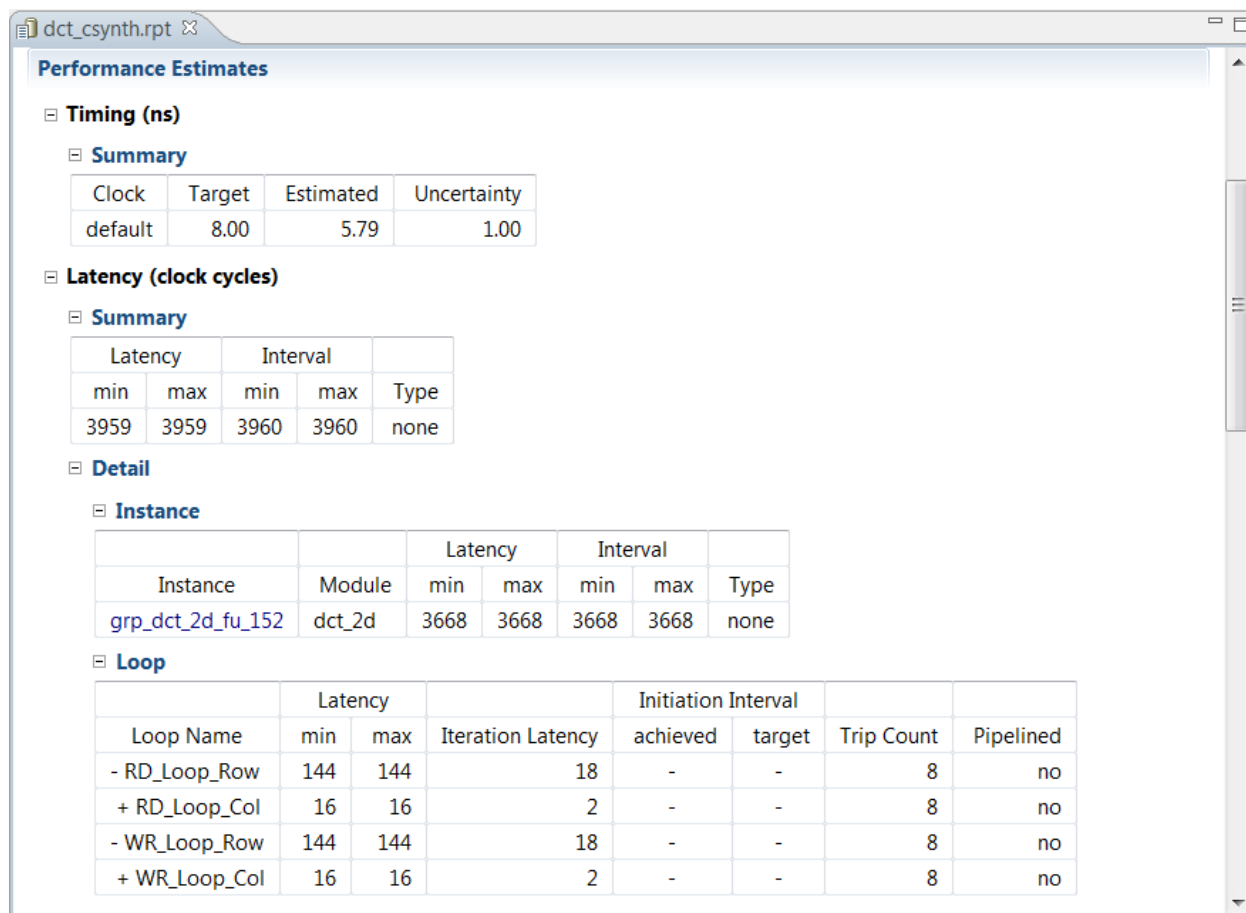 dct_csynth.rpt
Performance Estimates
Timing (ns)
Summary
Clock Target Estimated Uncertainty
default 8.00 5.79 1.00
Latency (clock cycles)
Summary
Latency Interval
min max min max Type
3959 3959 3960 3960 none
Detail
Instance
Latency Interval
Instance Module min max min max Type
grp_dct_2d_fu_152 dct_2d 3668 3668 3668 3668 none
Loop
Latency Initiation Interval
Loop Name min max Iteration Latency achieved target Trip Count Pipelined
- RD_Loop_Row 144 144 18 - - 8 no
+ RD_Loop_Col 16 16 2 - - 8 no
- WR_Loop_Row 144 144 18 - - 8 no
+ WR_Loop_Col 16 16 2 - - 8 no